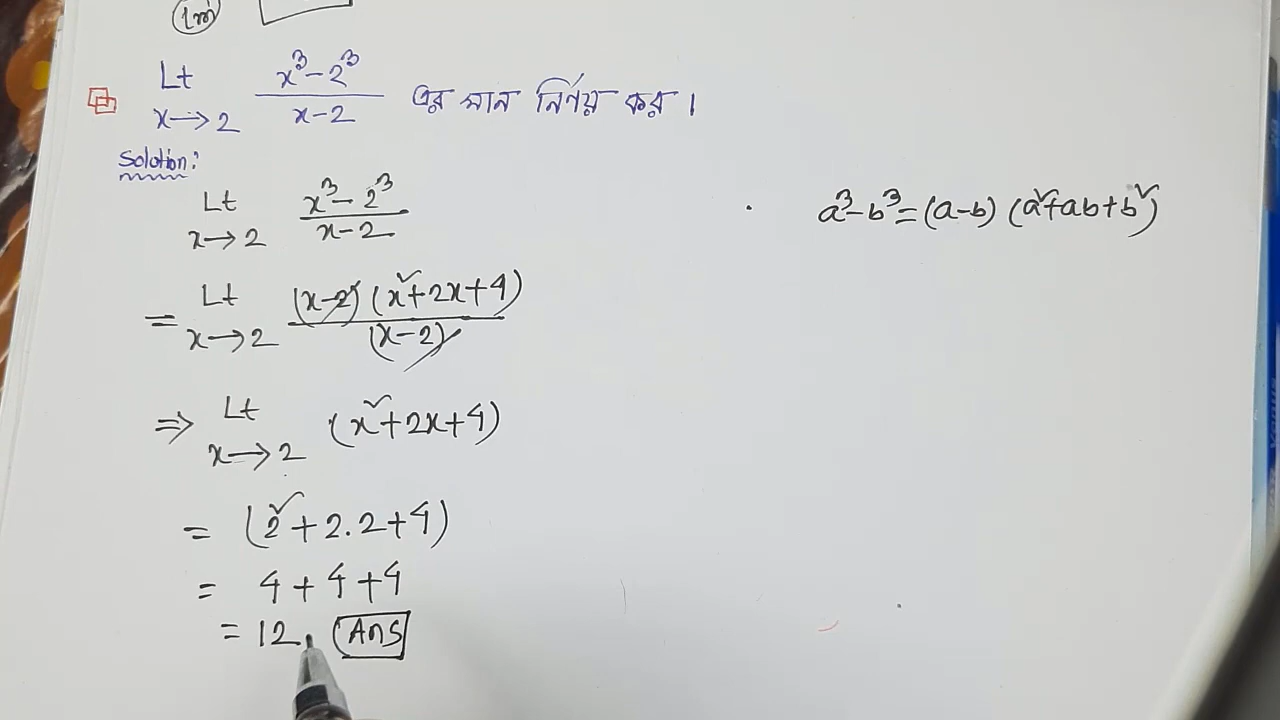 1m
Lt x→2 x³-2³ / x-2 এর মান নির্ণয় কর।
Solution:
Lt x→2 x³-2³ / x-2
a³-b³=(a-b) (a²+ab+b²)
= Lt x→2 (x-2) (x²+2x+4) / (x-2)
⇒ Lt x→2 (x²+2x+4)
= (2²+2.2+4)
= 4+4+4
= 12. Ans